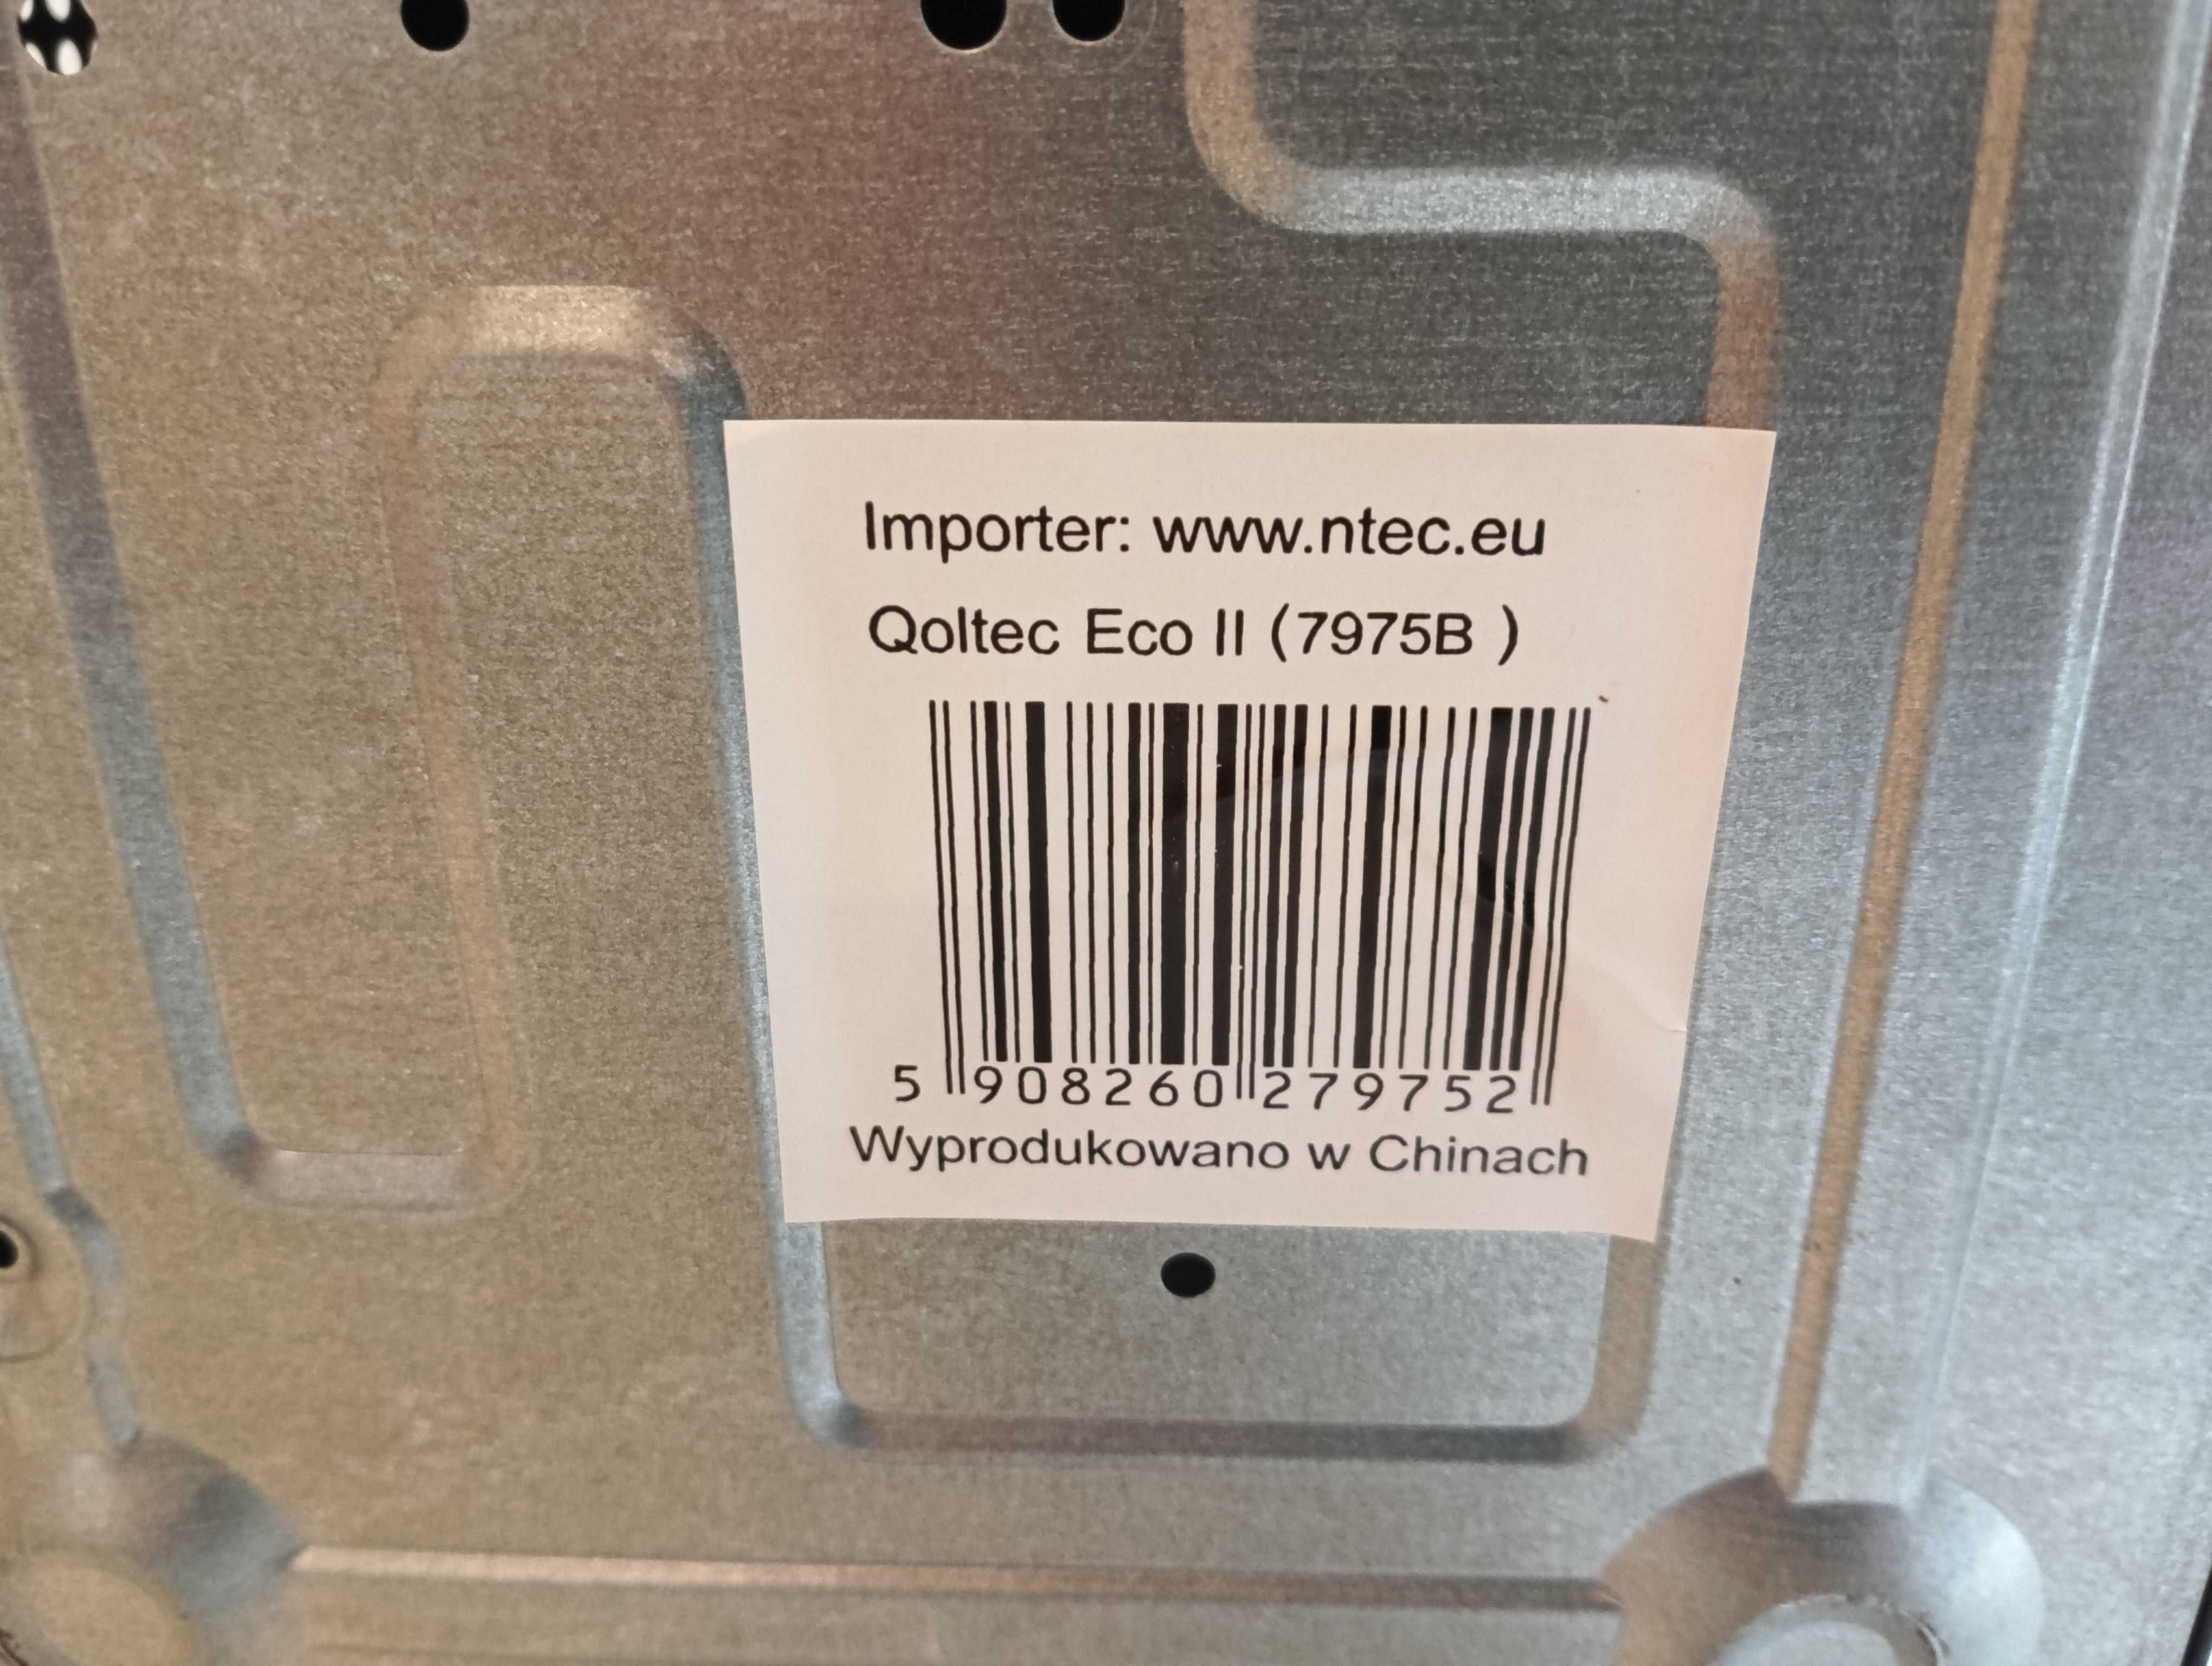 Importer: www.ntec.eu
Qoltec Eco II (7975B )
5 908260 279752
Wyprodukowano w Chinach